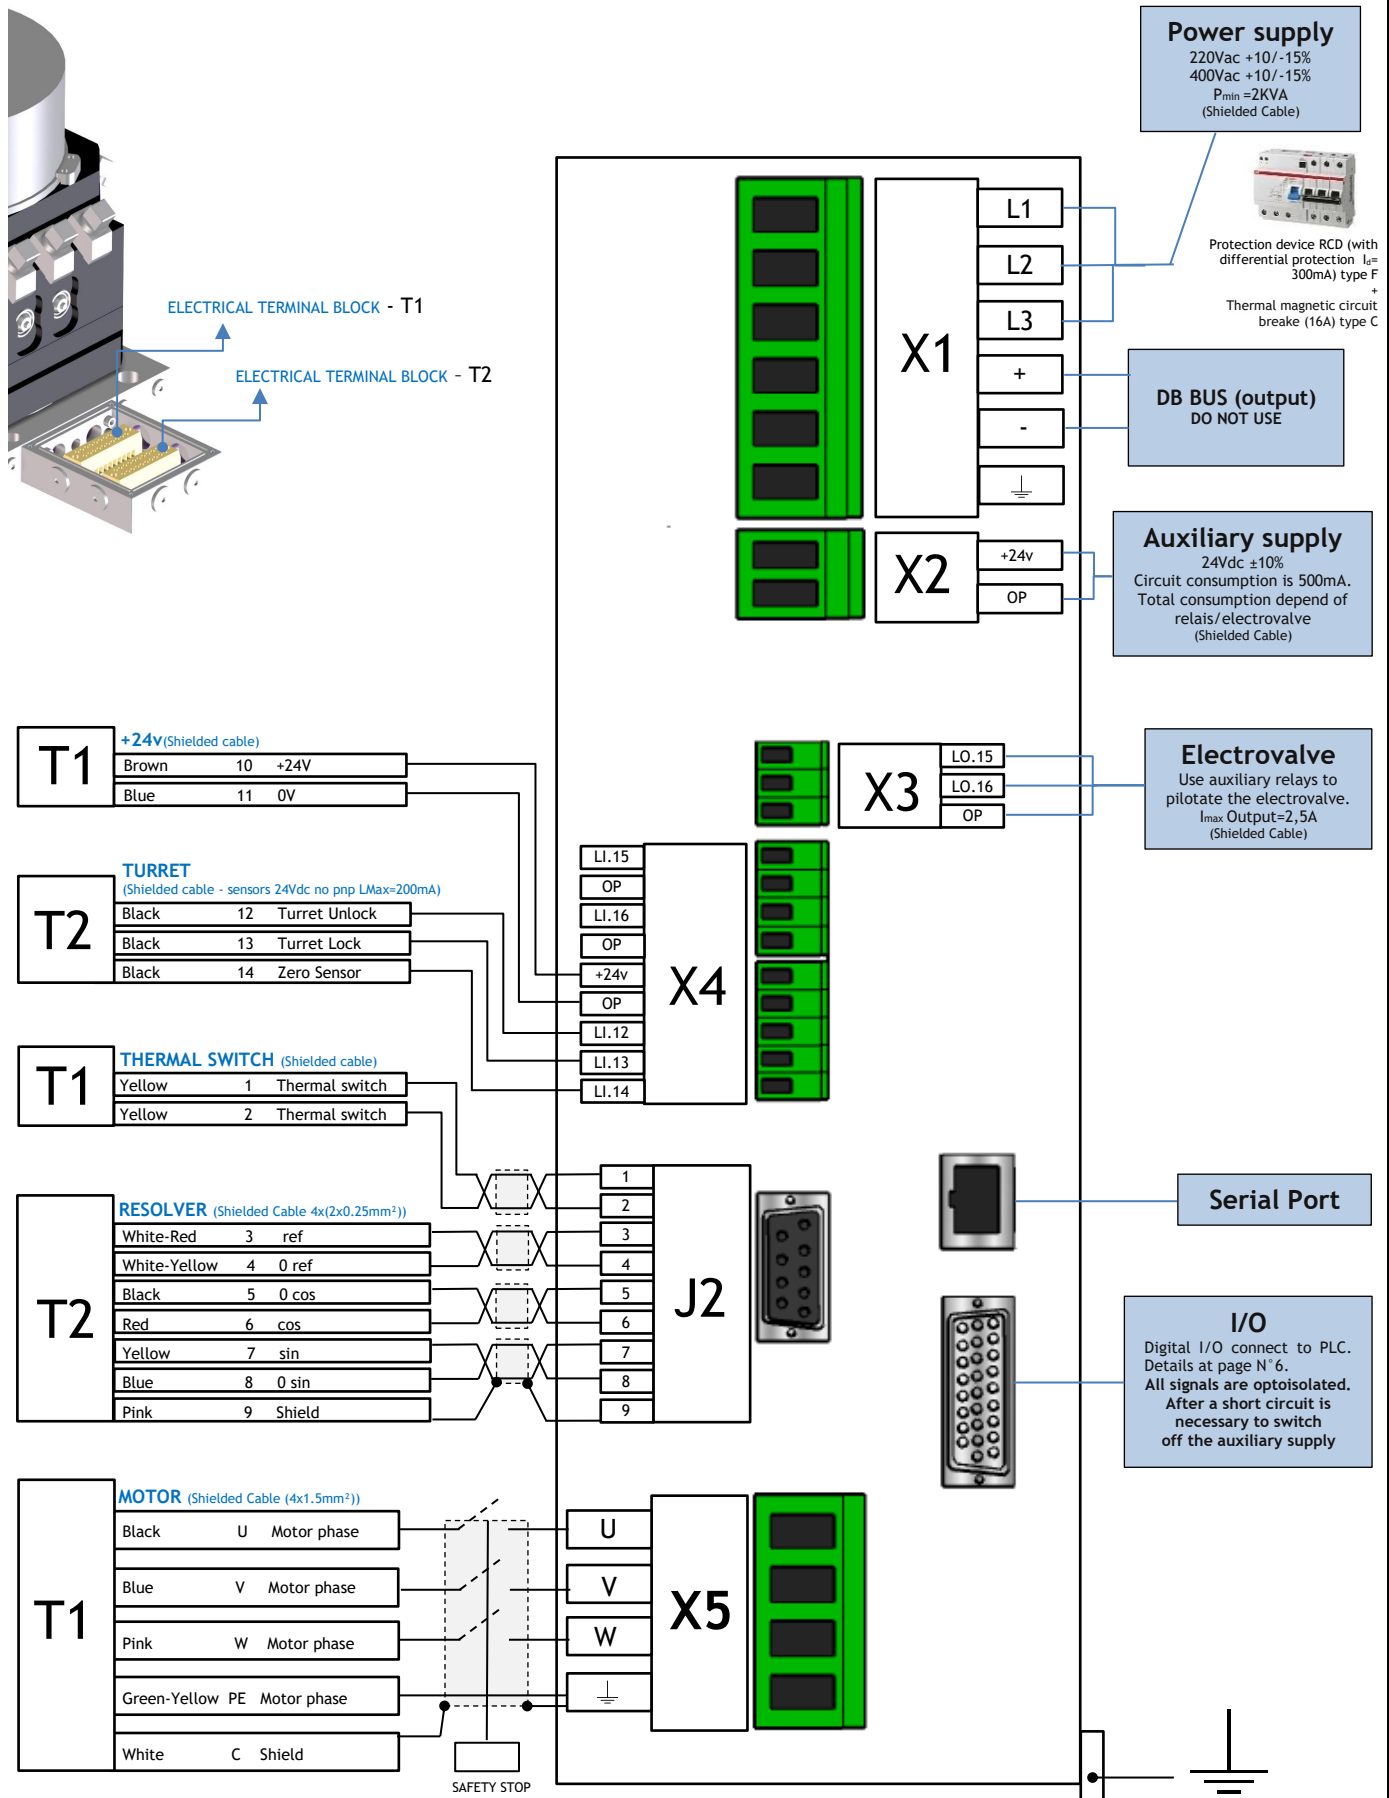 Power supply
220Vac +10/-15%
400Vac +10/-15%
Pmin =2KVA
(Shielded Cable)
Protection device RCD (with
differential protection Id=
300mA) type F
+
Thermal magnetic circuit
breake (16A) type C
ELECTRICAL TERMINAL BLOCK - T1
ELECTRICAL TERMINAL BLOCK - T2
X1
L1
L2
L3
+
-
DB BUS (output)
DO NOT USE
X2
+24v
OP
Auxiliary supply
24Vdc ±10%
Circuit consumption is 500mA.
Total consumption depend of
relais/electrovalve
(Shielded Cable)
T1
+24v(Shielded cable)
Brown 10 +24V
Blue 11 0V
X3
LO.15
LO.16
OP
Electrovalve
Use auxiliary relays to
pilotate the electrovalve.
Imax Output=2,5A
(Shielded Cable)
T2
TURRET
(Shielded cable - sensors 24Vdc no pnp LMax=200mA)
Black 12 Turret Unlock
Black 13 Turret Lock
Black 14 Zero Sensor
LI.15
OP
LI.16
OP
+24v
OP
LI.12
LI.13
LI.14
X4
T1
THERMAL SWITCH (Shielded cable)
Yellow 1 Thermal switch
Yellow 2 Thermal switch
T2
RESOLVER (Shielded Cable 4x(2x0.25mm²))
White-Red 3 ref
White-Yellow 4 0 ref
Black 5 0 cos
Red 6 cos
Yellow 7 sin
Blue 8 0 sin
Pink 9 Shield
1
2
3
4
5
6
7
8
9
J2
Serial Port
I/O
Digital I/O connect to PLC.
Details at page N°6.
All signals are optoisolated.
After a short circuit is
necessary to switch
off the auxiliary supply
T1
MOTOR (Shielded Cable (4x1.5mm²))
Black U Motor phase
Blue V Motor phase
Pink W Motor phase
Green-Yellow PE Motor phase
White C Shield
SAFETY STOP
U
V
W
X5